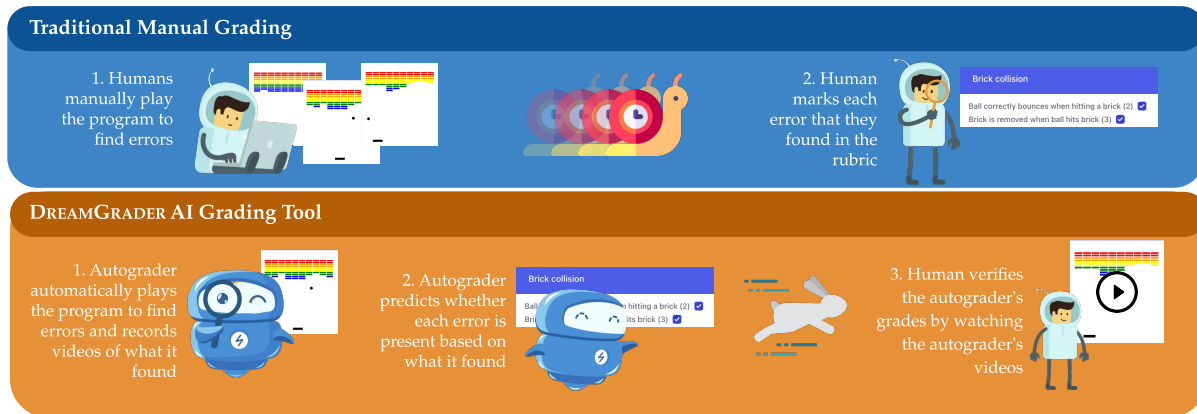 Traditional Manual Grading
1. Humans
manually play
the program to
find errors
2. Human
marks each
error that they
found in the
rubric
Brick collision
Ball correctly bounces when hitting a brick (2)
Brick is removed when ball hits brick (3)
DREAMGRADER AI Grading Tool
1. Autograder
automatically plays
the program to find
errors and records
videos of what it
found
2. Autograder
predicts whether
each error is
present based on
what it found
Brick collision
hitting a brick (2)
brick (3)
3. Human verifies
the autograder's
grades by watching
the autograder's
videos